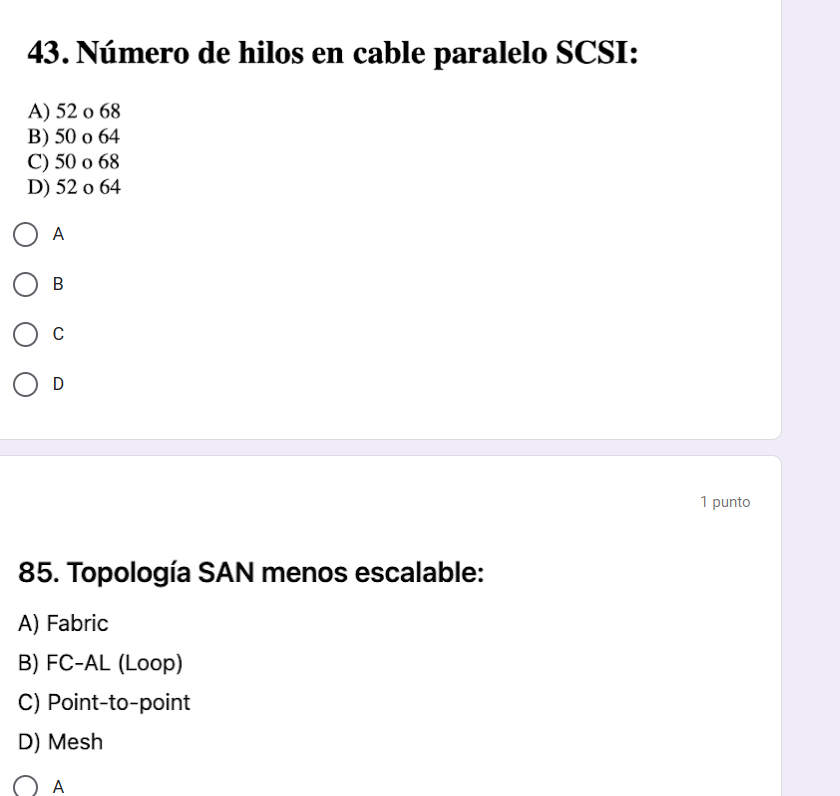 43. Número de hilos en cable paralelo SCSI:
A) 52 o 68
B) 50 o 64
C) 50 o 68
D) 52 o 64
A
B
C
D
1 punto
85. Topología SAN menos escalable:
A) Fabric
B) FC-AL (Loop)
C) Point-to-point
D) Mesh
A